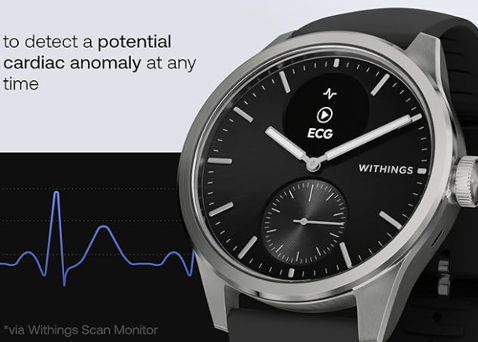 to detect a potential
cardiac anomaly at any
time
ECG
WITHINGS
*via Withings Scan Monitor